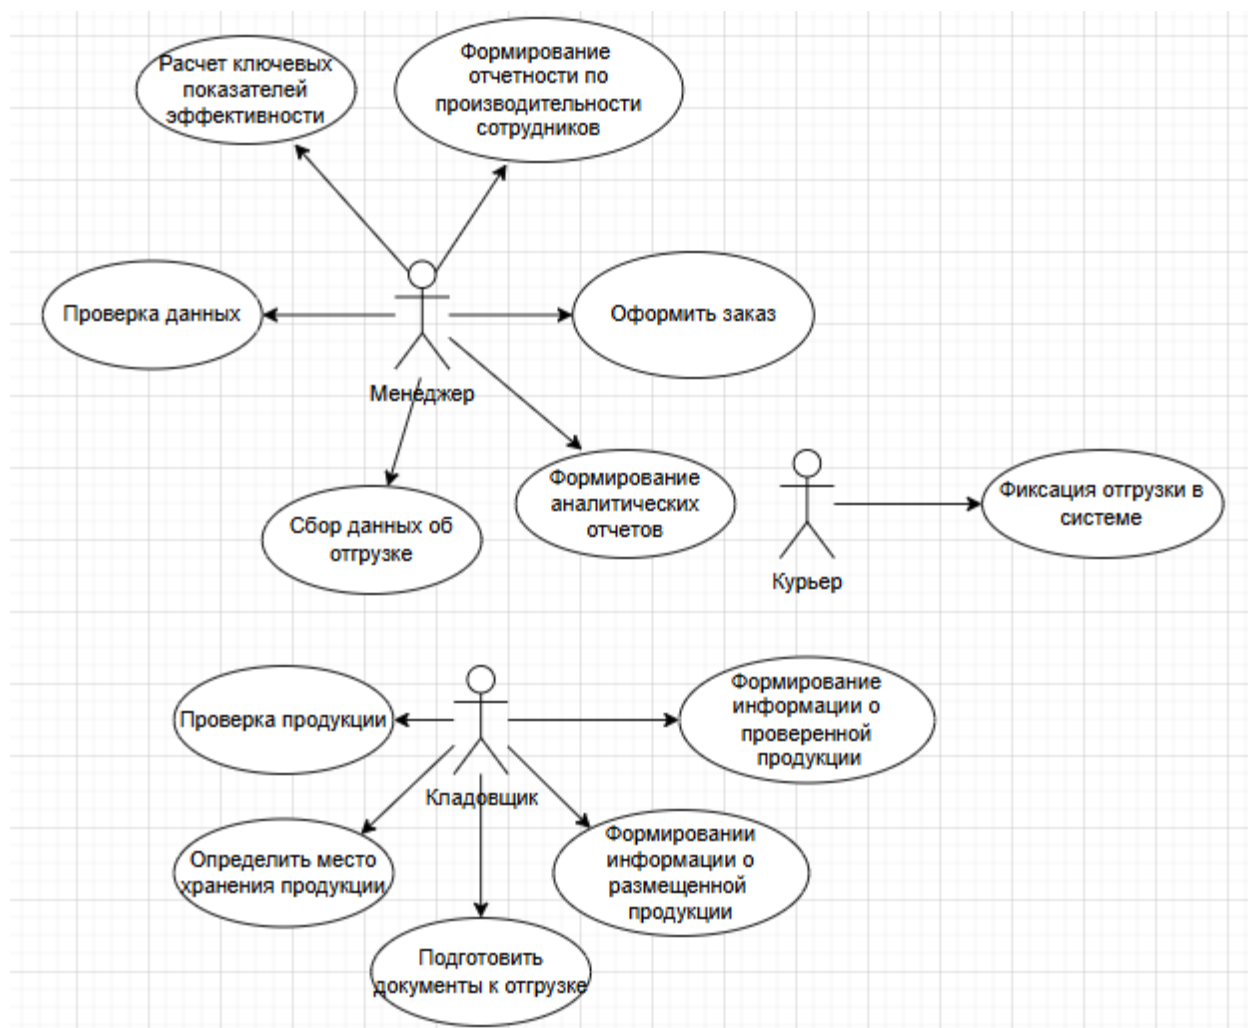 Расчет ключевых
показателей
эффективности
Формирование
отчетности по
производительности
сотрудников
Проверка данных
Оформить заказ
Менеджер
Сбор данных об
отгрузке
Формирование
аналитических
отчетов
Фиксация отгрузки в
системе
Курьер
Проверка продукции
Формирование
информации о
проверенной
продукции
Кладовщик
Определить место
хранения продукции
Формировании
информации о
размещенной
продукции
Подготовить
документы к отгрузке